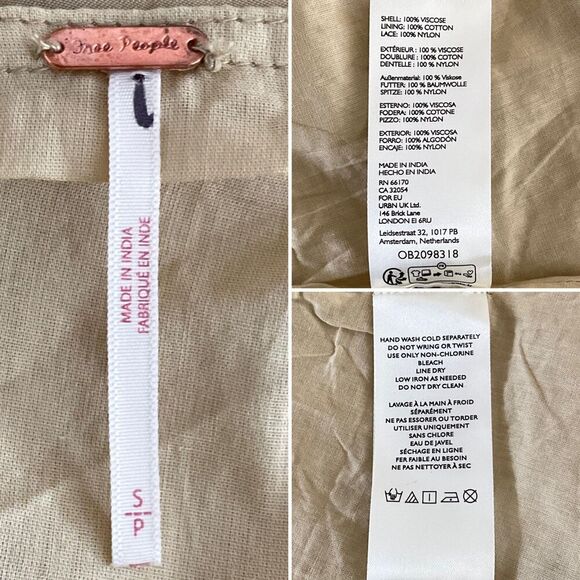 Free People
MADE IN INDIA
FABRIQUÉ EN INDE
S|P
SHELL: 100% VISCOSE
LINING: 100% COTTON
LACE: 100% NYLON
EXTÉRIEUR : 100 % VISCOSE
DOUBLURE : 100% COTON
DENTELLE : 100 % NYLON
Außenmaterial: 100 % Viskose
FUTTER: 100 % BAUMWOLLE
SPITZE: 100 % NYLON
ESTERNO: 100% VISCOSA
FODERA: 100% COTONE
PIZZO: 100% NYLON
EXTERIOR: 100% VISCOSA
FORRO: 100% ALGODÓN
ENCAJE: 100% NYLON
MADE IN INDIA
HECHO EN INDIA
RN 66170
CA 32054
FOR EU
URBN UK Ltd.
146 Brick Lane
LONDON E1 6RU
Leidsestraat 32, 1017 PB
Amsterdam, Netherlands
OB2098318
FR
HAND WASH COLD SEPARATELY
DO NOT WRING OR TWIST
USE ONLY NON-CHLORINE
BLEACH
LINE DRY
LOW IRON AS NEEDED
DO NOT DRY CLEAN
LAVAGE À LA MAIN À FROID
SÉPARÉMENT
NE PAS ESSORER OU TORDER
UTILISER UNIQUEMENT
SANS CHLORE
EAU DE JAVEL
SÉCHAGE EN LIGNE
FER FAIBLE AU BESOIN
NE PAS NETTOYER À SEC